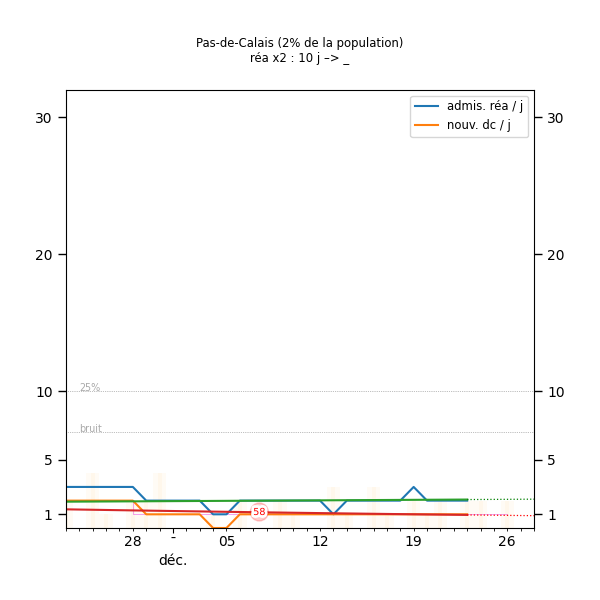 Pas-de-Calais (2% de la population)
réa x2 : 10 j –> _
admis. réa / j
nouv. dc / j
30 30
20 20
25%
10 10
bruit
5 5
58
1 1
28 - 05 12 19 26
déc.